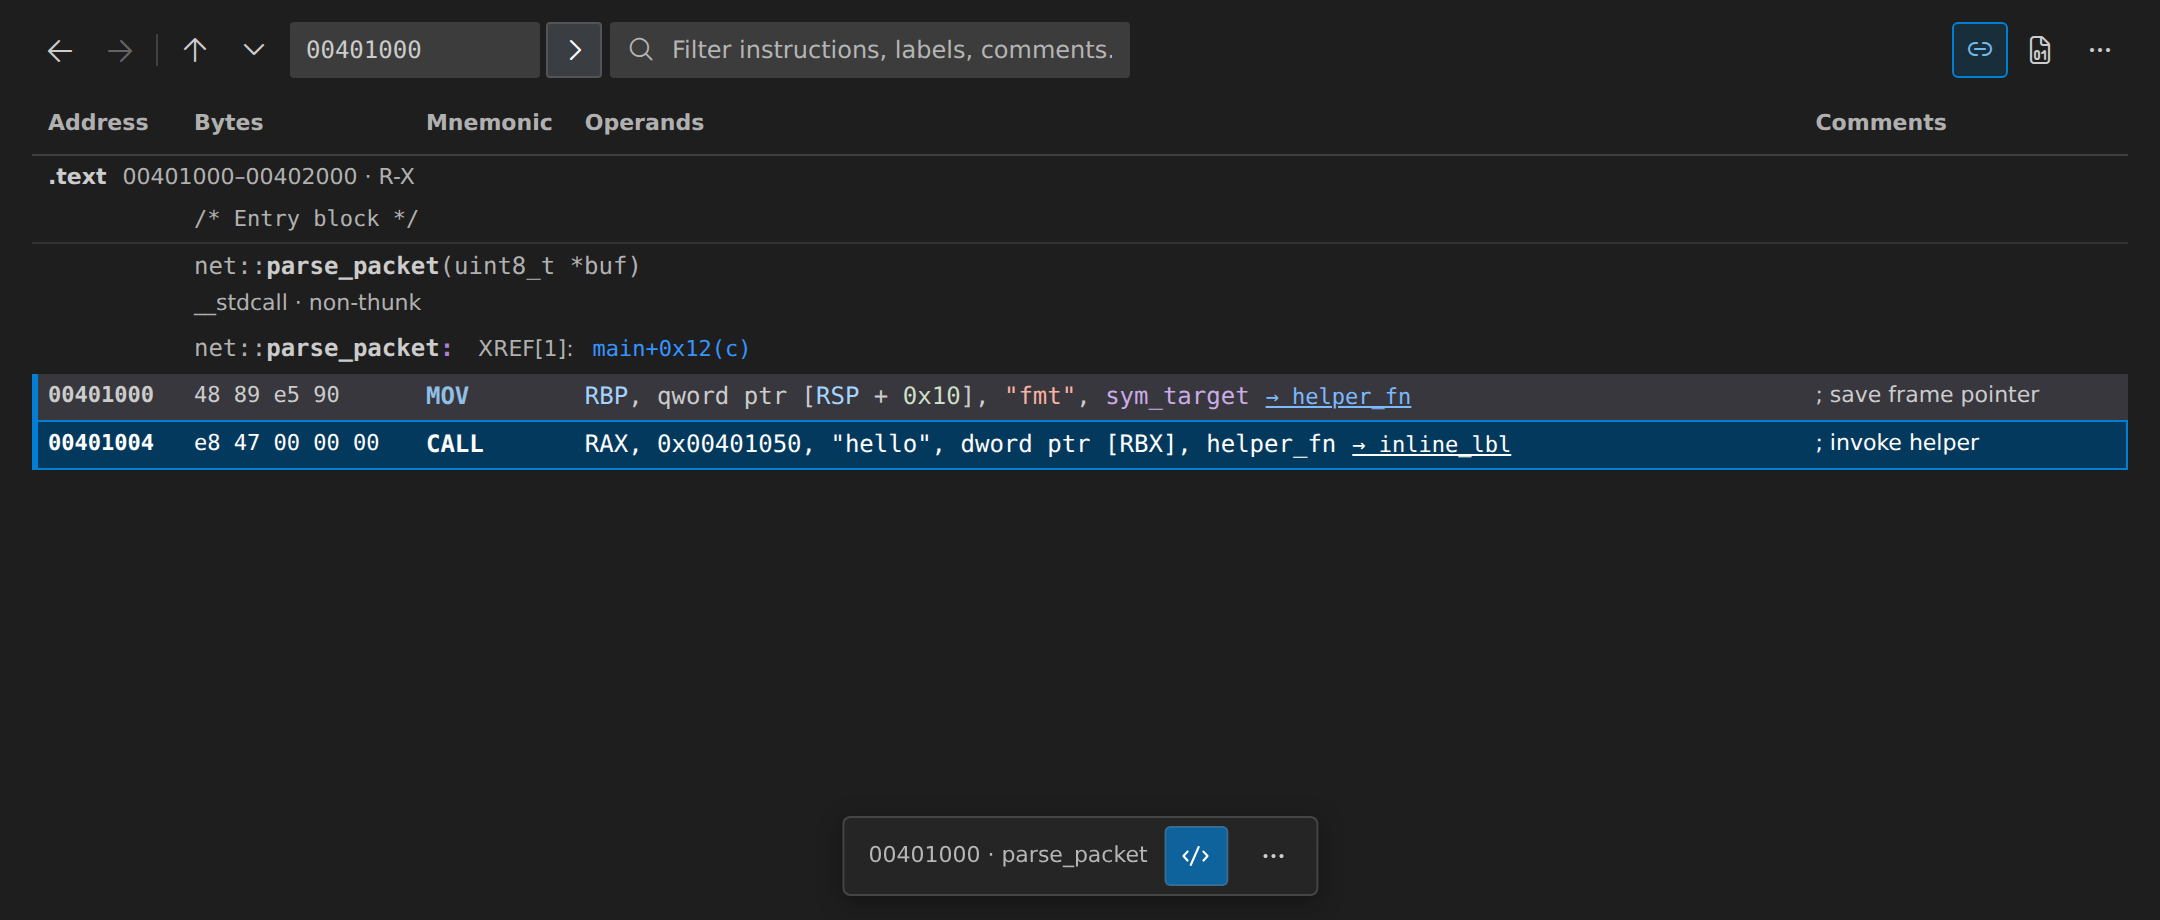 00401000 Filter instructions, labels, comments.
Address Bytes Mnemonic Operands Comments
.text 00401000–00402000 · R-X
/* Entry block */
net::parse_packet(uint8_t *buf)
__stdcall · non-thunk
net::parse_packet: XREF[1]: main+0x12(c)
00401000 48 89 e5 90 MOV RBP, qword ptr [RSP + 0x10], "fmt", sym_target → helper_fn ; save frame pointer
00401004 e8 47 00 00 00 CALL RAX, 0x00401050, "hello", dword ptr [RBX], helper_fn → inline_lbl ; invoke helper
00401000 · parse_packet